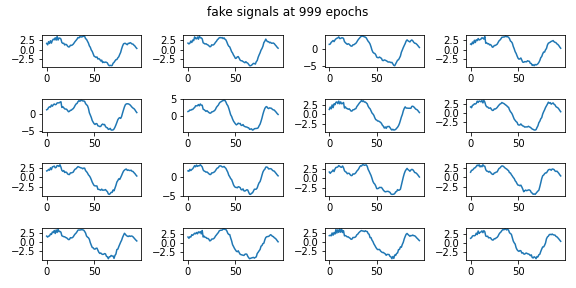 fake signals at 999 epochs
2.5 2.5 2.5
0.0 0.0 0 0.0
−2.5 −2.5 −5 −2.5
0 50 0 50 0 50 0 50
5 2.5 2.5
0 0 0.0 0.0
−5 −2.5 −2.5
0 50 0 50 0 50 0 50
2.5 2.5 2.5
0.0 0 0.0 0.0
−2.5 −5 −2.5 −2.5
0 50 0 50 0 50 0 50
2.5 2.5 2.5 2.5
0.0 0.0 0.0 0.0
−2.5 −2.5 −2.5 −2.5
0 50 0 50 0 50 0 50